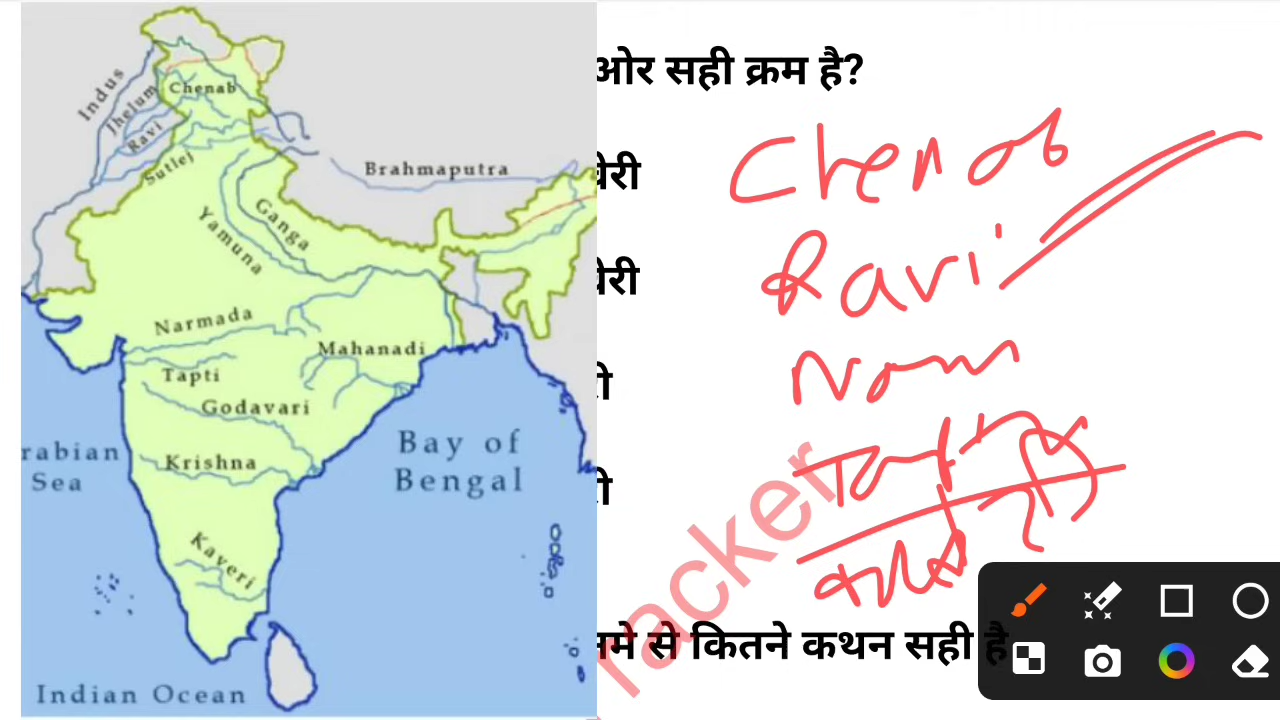 ओर सही क्रम है?
Indus
Jhelum
Chenab
Ravi
Sutlej
Brahmaputra
Ganga
Yamuna
Narmada
Mahanadi
Tapti
Godavari
Krishna
Kaveri
rabian
Sea
Bay of
Bengal
Indian Ocean
वेरी
वेरी
री
री
Chenab
Ravi
racker
नमे से कितने कथन सही है